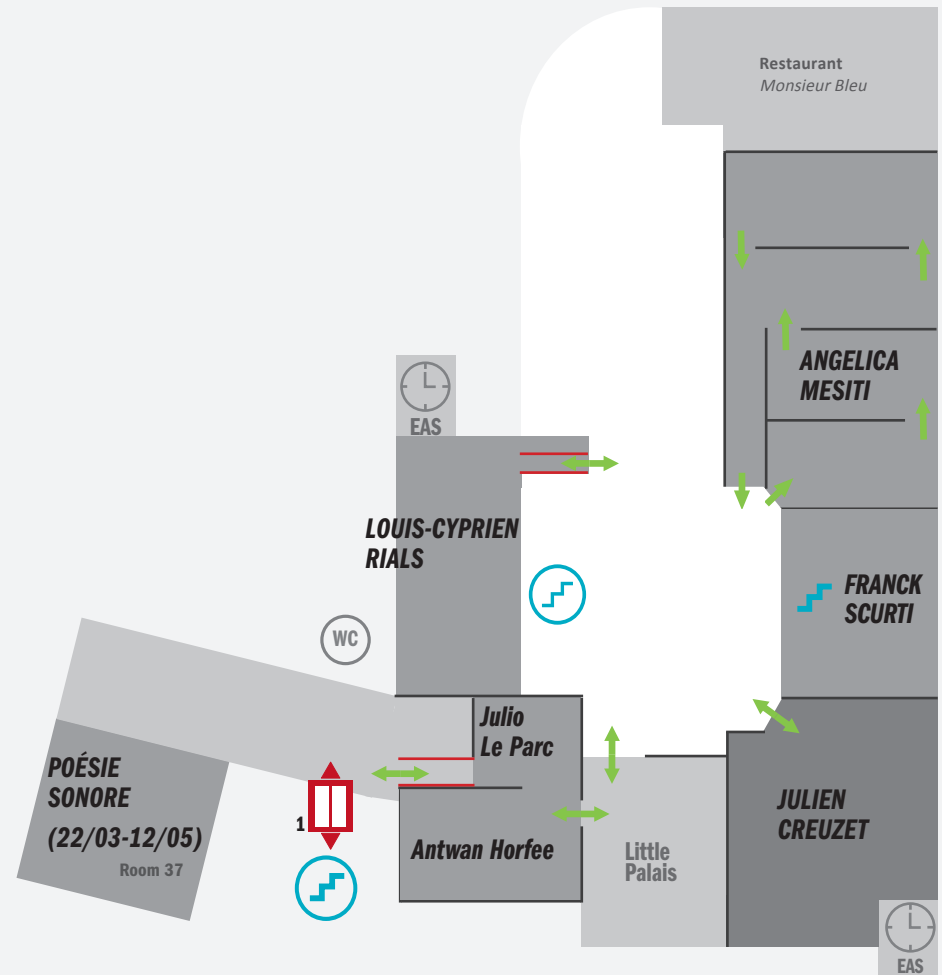 Restaurant
Monsieur Bleu
ANGELICA
MESITI
EAS
LOUIS-CYPRIEN
RIALS
FRANCK
SCURTI
WC
Julio
Le Parc
POÉSIE
SONORE
(22/03-12/05)
Room 37
1
Antwan Horfee
Little
Palais
JULIEN
CREUZET
EAS